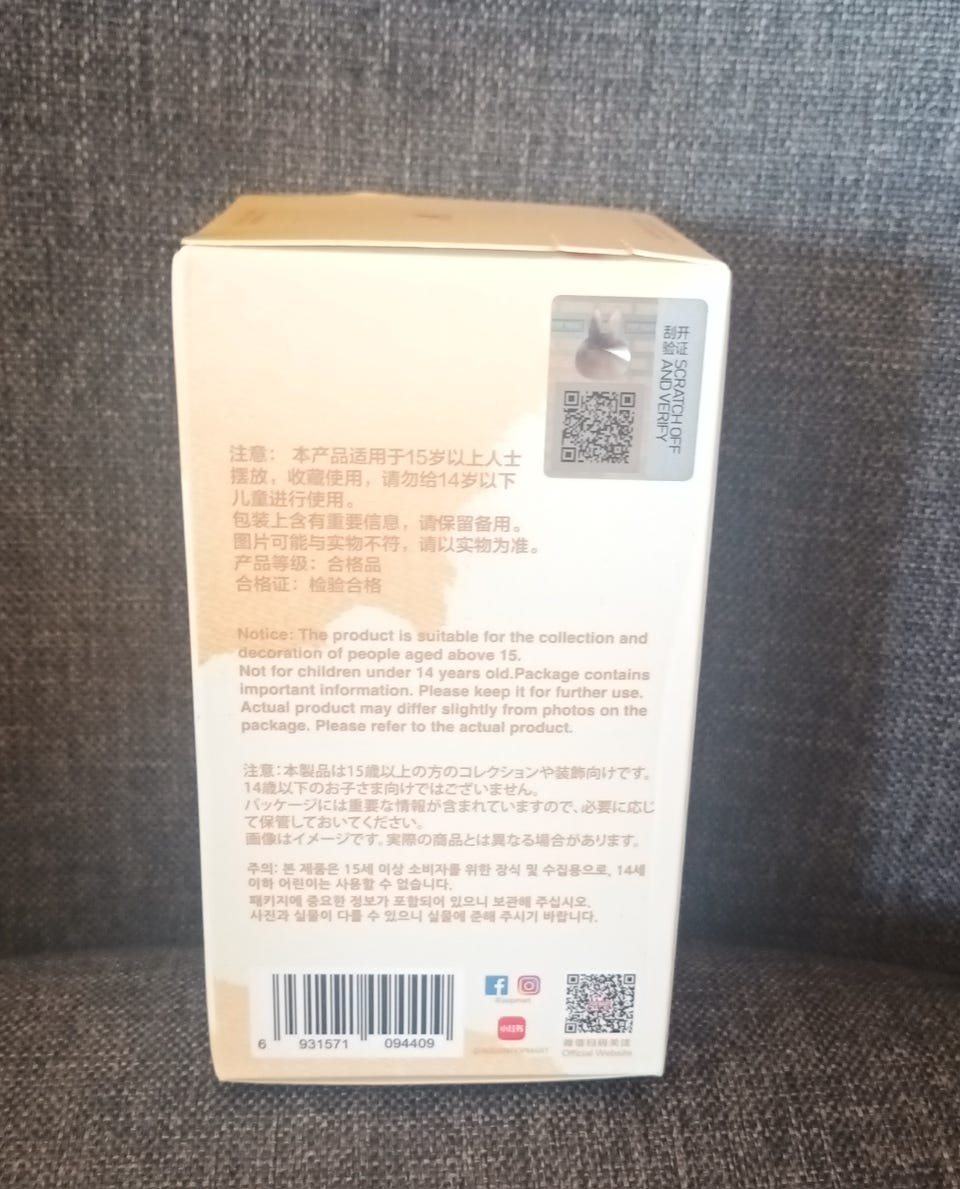 开证 SCRATCH OFF
刮验 AND VERIFY
注意： 本产品适用于15岁以上人士
摆放，收藏使用，请勿给14岁以下
儿童进行使用。
包装上含有重要信息，请保留备用。
图片可能与实物不符，请以实物为准。
产品等级：合格品
合格证：检验合格
Notice: The product is suitable for the collection and
decoration of people aged above 15.
Not for children under 14 years old.Package contains
important information. Please keep it for further use.
Actual product may differ slightly from photos on the
package. Please refer to the actual product.
注意：本製品は15歳以上の方のコレクションや装飾向けです。
14歳以下のお子さま向けではございません。
パッケージには重要な情報が含まれていますので、必要に応じ
て保管しておいてください。
画像はイメージです。実際の商品とは異なる場合があります。
주의: 본 제품은 15세 이상 소비자를 위한 장식 및 수집용으로, 14세
이하 어린이는 사용할 수 없습니다.
패키지에 중요한 정보가 포함되어 있으니 보관해 주십시오.
사진과 실물이 다를 수 있으니 실물에 준해 주시기 바랍니다.
6 931571 094409
小红书
微信扫码关注
Official Website